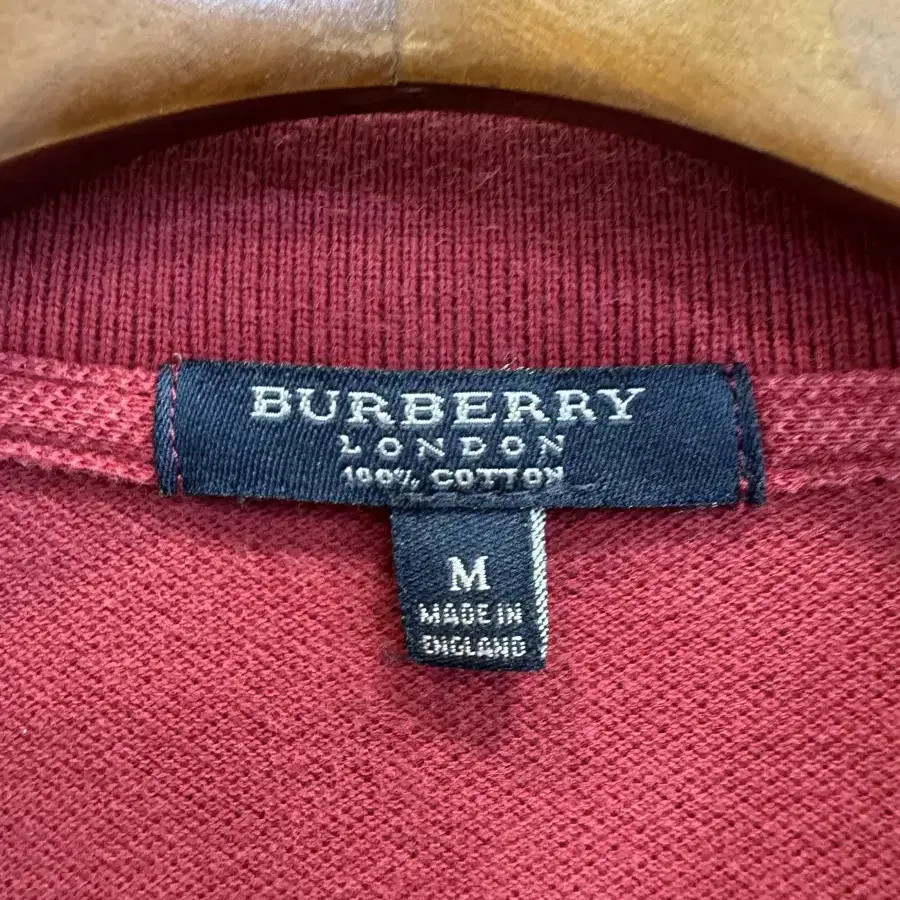 BURBERRY
LONDON
100% COTTON
M
MADE IN
ENGLAND